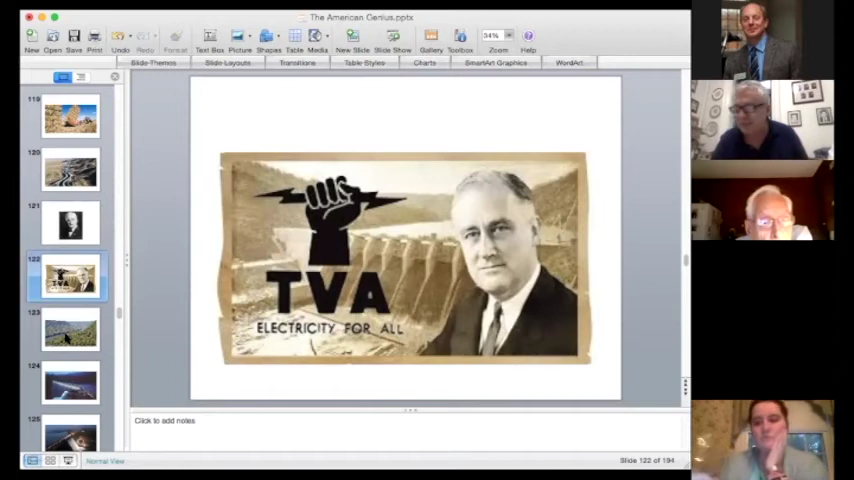 The American Genius.pptx
New Open Save Print Undo Redo Format Text Box Picture Shapes Table Media New Slide Slide Show Gallery Toolbox Zoom Help
34%
Slide Themes Slide Layouts Transitions Table Styles Charts SmartArt Graphics WordArt
119
120
121
122
123
124
125
TVA
ELECTRICITY FOR ALL
Click to add notes
Normal View
Slide 122 of 194